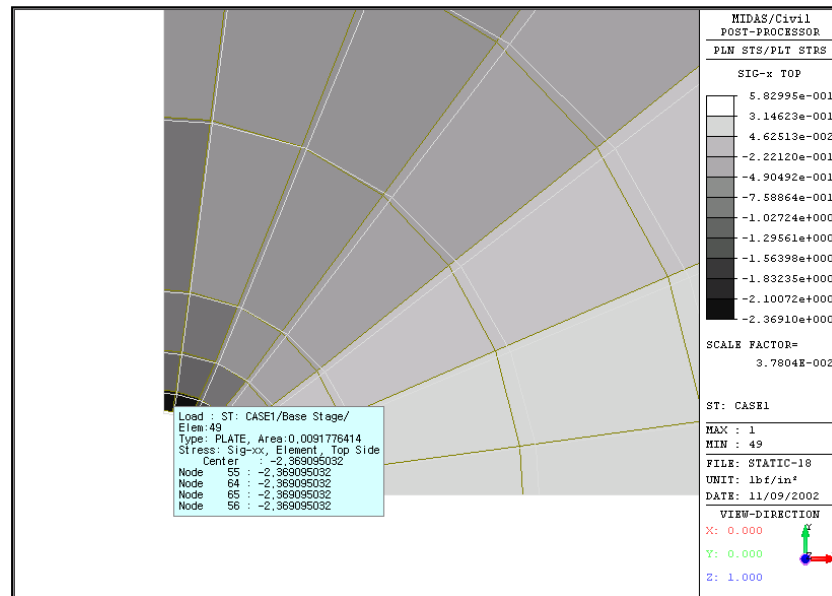 MIDAS/Civil
POST-PROCESSOR
PLN STS/PLT STRS
SIG-x TOP
5.82995e-001
3.14623e-001
4.62513e-002
-2.22120e-001
-4.90492e-001
-7.58864e-001
-1.02724e+000
-1.29561e+000
-1.56398e+000
-1.83235e+000
-2.10072e+000
-2.36910e+000
SCALE FACTOR=
3.7804E-002
ST: CASE1
MAX : 1
MIN : 49
FILE: STATIC-18
UNIT: lbf/in²
DATE: 11/09/2002
VIEW-DIRECTION
X: 0.000
Y: 0.000
Z: 1.000
Load : ST: CASE1/Base Stage/
Elem:49
Type: PLATE, Area:0,0091776414
Stress: Sig-xx, Element, Top Side
Center : -2,369095032
Node 55 : -2,369095032
Node 64 : -2,369095032
Node 65 : -2,369095032
Node 56 : -2,369095032